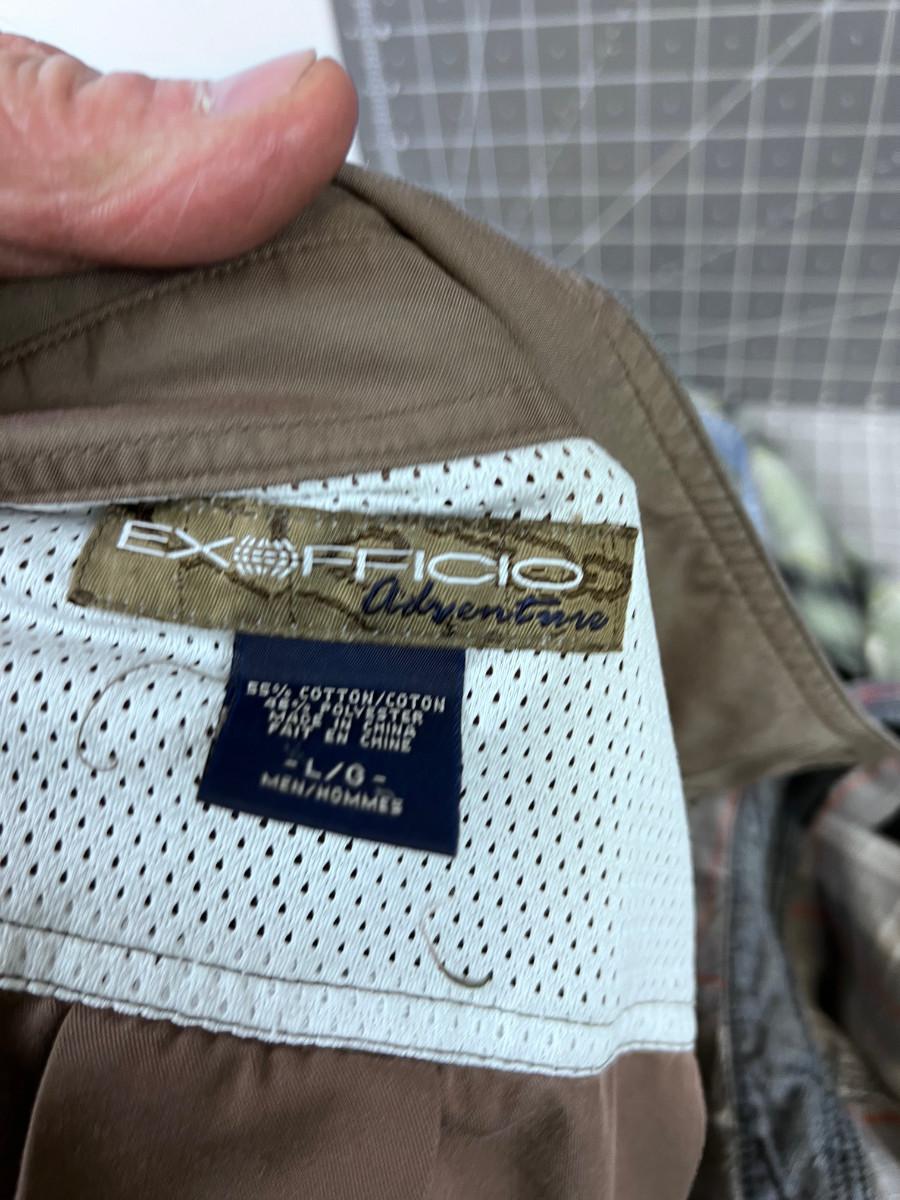 EXOFFICIO
Adventure
55% COTTON/COTON
45% POLYESTER
MADE IN CHINA
FAIT EN CHINE
- L/G -
MEN/HOMMES